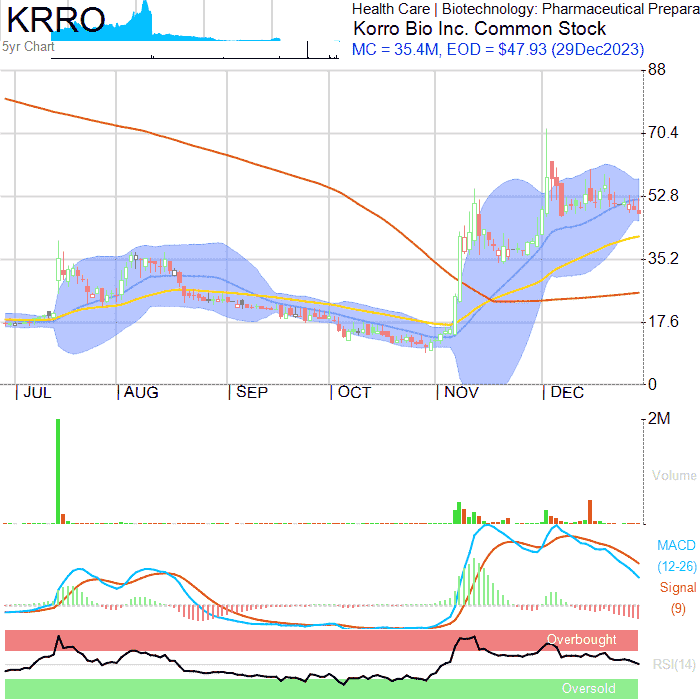 KRRO
Health Care | Biotechnology: Pharmaceutical Prepara
Korro Bio Inc. Common Stock
5yr Chart
MC = 35.4M, EOD = $47.93 (29Dec2023)
88
70.4
52.8
35.2
17.6
0
| JUL | AUG | SEP | OCT | NOV | DEC
2M
Volume
MACD
(12-26)
Signal
(9)
Overbought
RSI(14)
Oversold